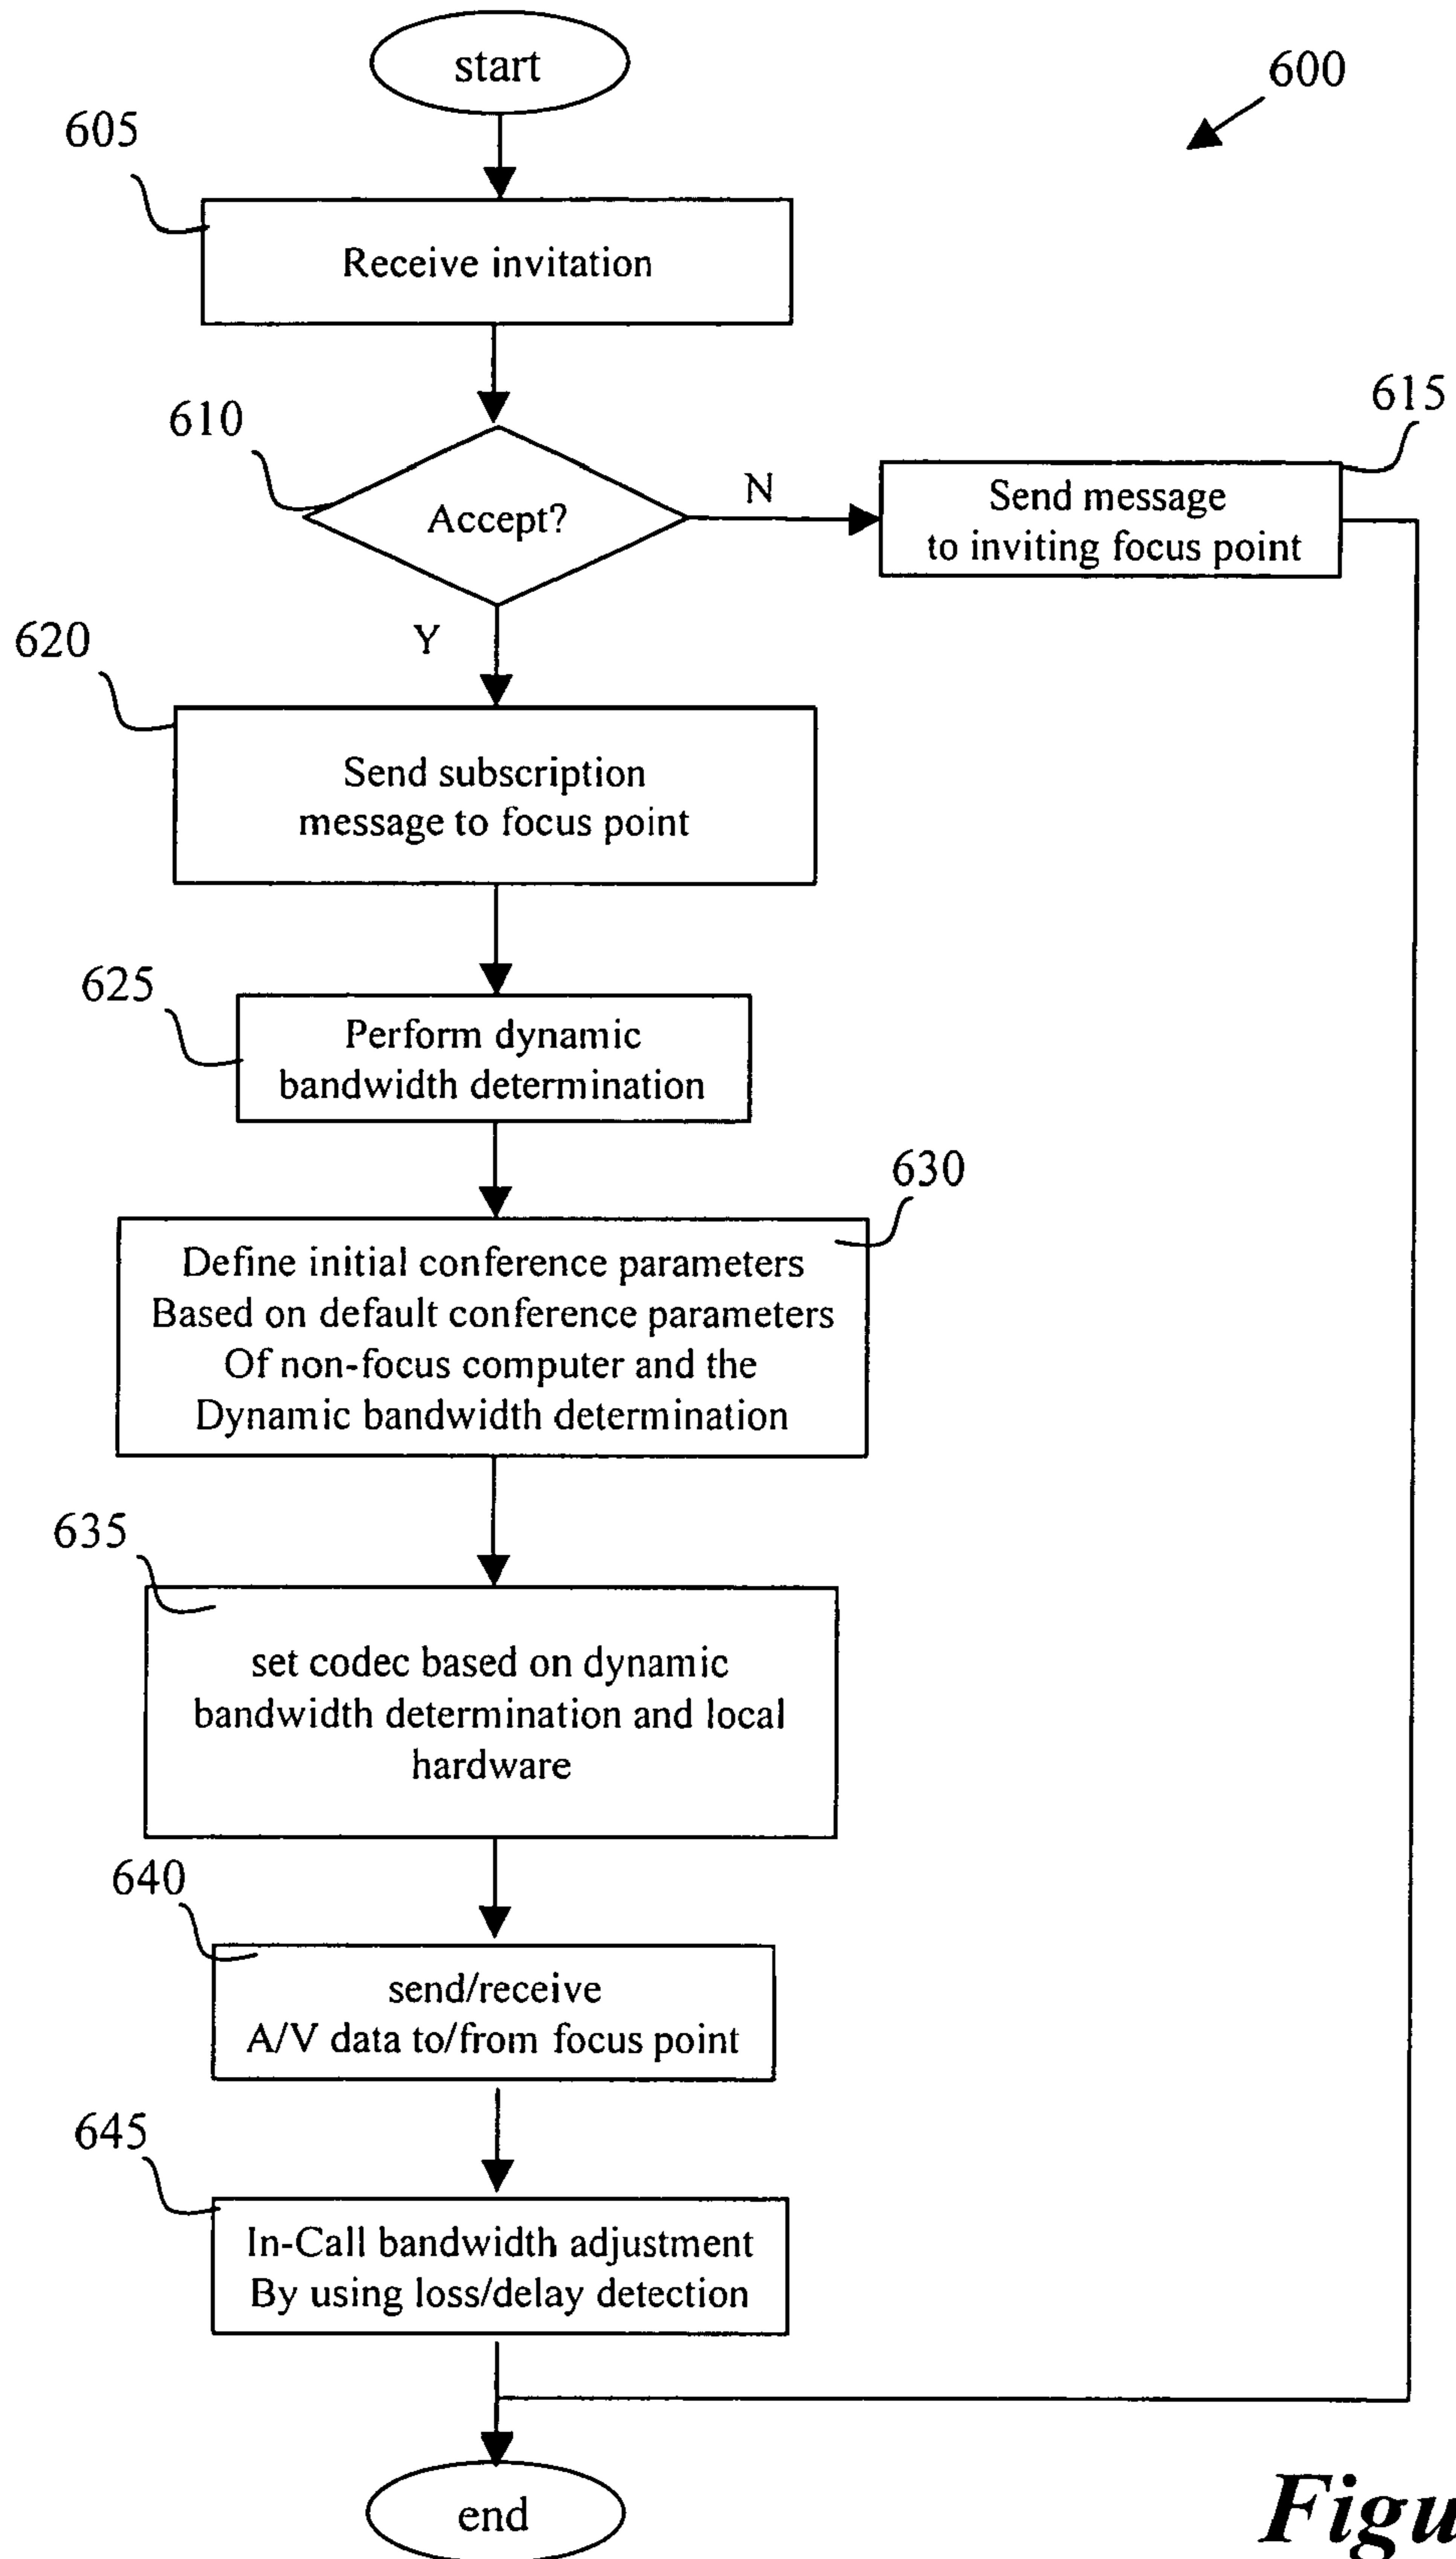 start
600
605
Receive invitation
610
Accept?
N
615
Send message
to inviting focus point
Y
620
Send subscription
message to focus point
625
Perform dynamic
bandwidth determination
630
Define initial conference parameters
Based on default conference parameters
Of non-focus computer and the
Dynamic bandwidth determination
635
set codec based on dynamic
bandwidth determination and local
hardware
640
send/receive
A/V data to/from focus point
645
In-Call bandwidth adjustment
By using loss/delay detection
end